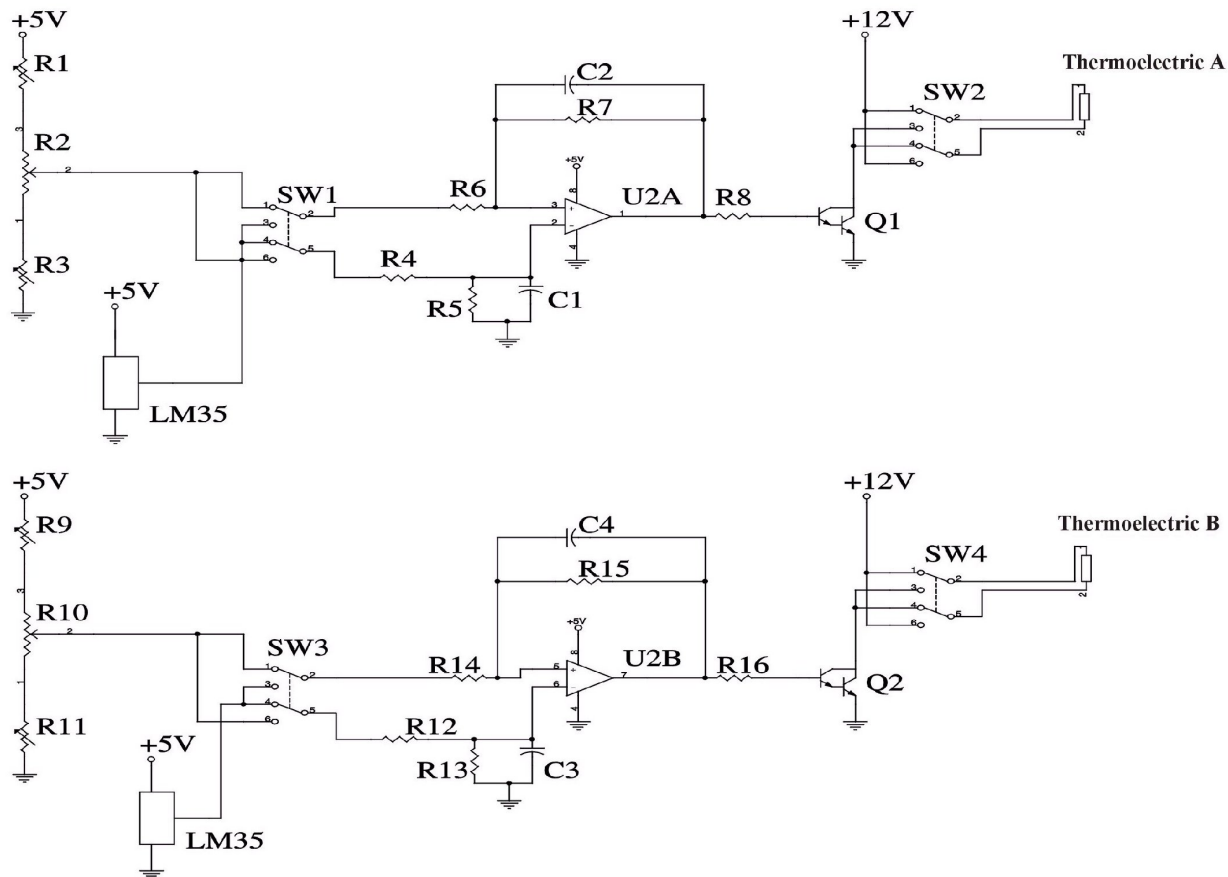 +5V
+12V
R1
C2
Thermoelectric A
SW2
R7
3
1
2
1
R2
3
+5V
2
4
5
2
SW1
R6
8
6
U2A
1
2
3
+
1
R8
3
2
-
Q1
1
4
5
4
R4
R3
6
R5
C1
+5V
LM35
+5V
+12V
R9
C4
Thermoelectric B
SW4
R15
1
2
1
3
3
R10
+5V
4
5
2
2
SW3
8
6
R14
U2B
1
2
5
+
7
R16
3
6
-
Q2
1
4
5
4
R12
R11
6
+5V
R13
C3
LM35